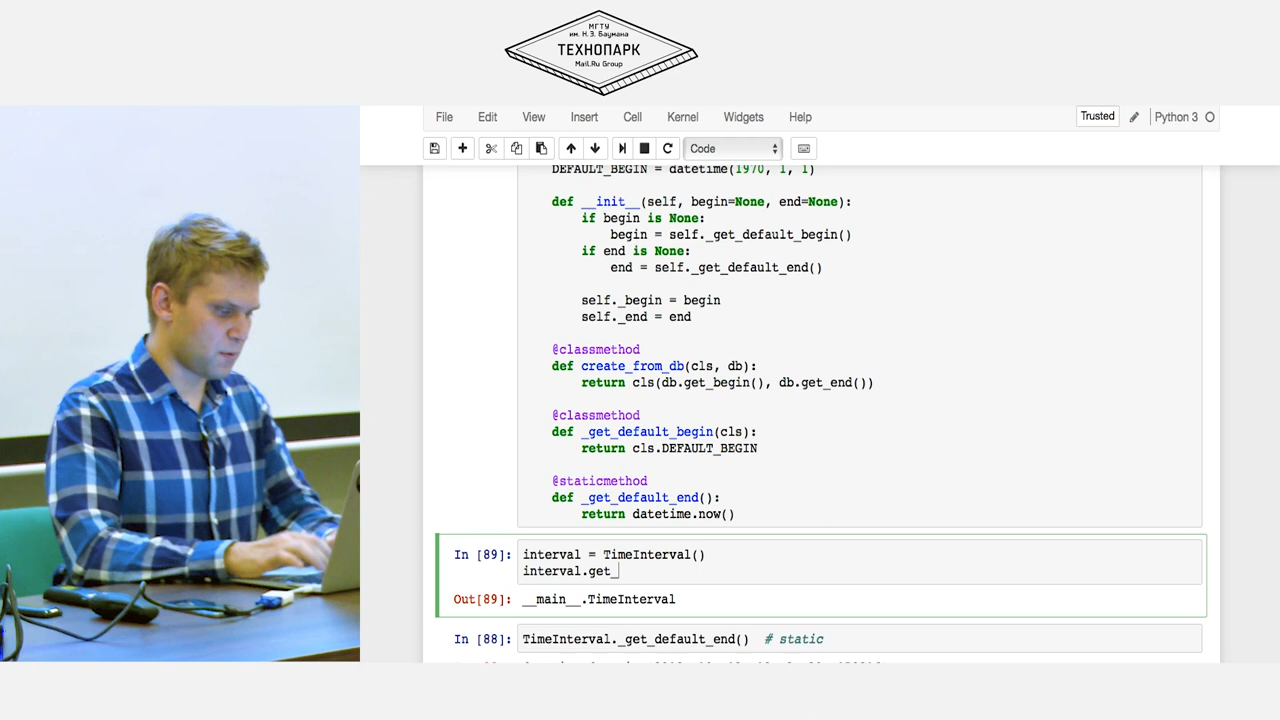 МГТУ
им. Н.Э. Баумана
ТЕХНОПАРК
Mail.Ru Group
File Edit View Insert Cell Kernel Widgets Help Trusted Python 3
Code
DEFAULT_BEGIN = datetime(1970, 1, 1)
def __init__(self, begin=None, end=None):
if begin is None:
begin = self._get_default_begin()
if end is None:
end = self._get_default_end()
self._begin = begin
self._end = end
@classmethod
def create_from_db(cls, db):
return cls(db.get_begin(), db.get_end())
@classmethod
def _get_default_begin(cls):
return cls.DEFAULT_BEGIN
@staticmethod
def _get_default_end():
return datetime.now()
In [89]: interval = TimeInterval()
interval.get_
Out[89]: __main__.TimeInterval
In [88]: TimeInterval._get_default_end() # static